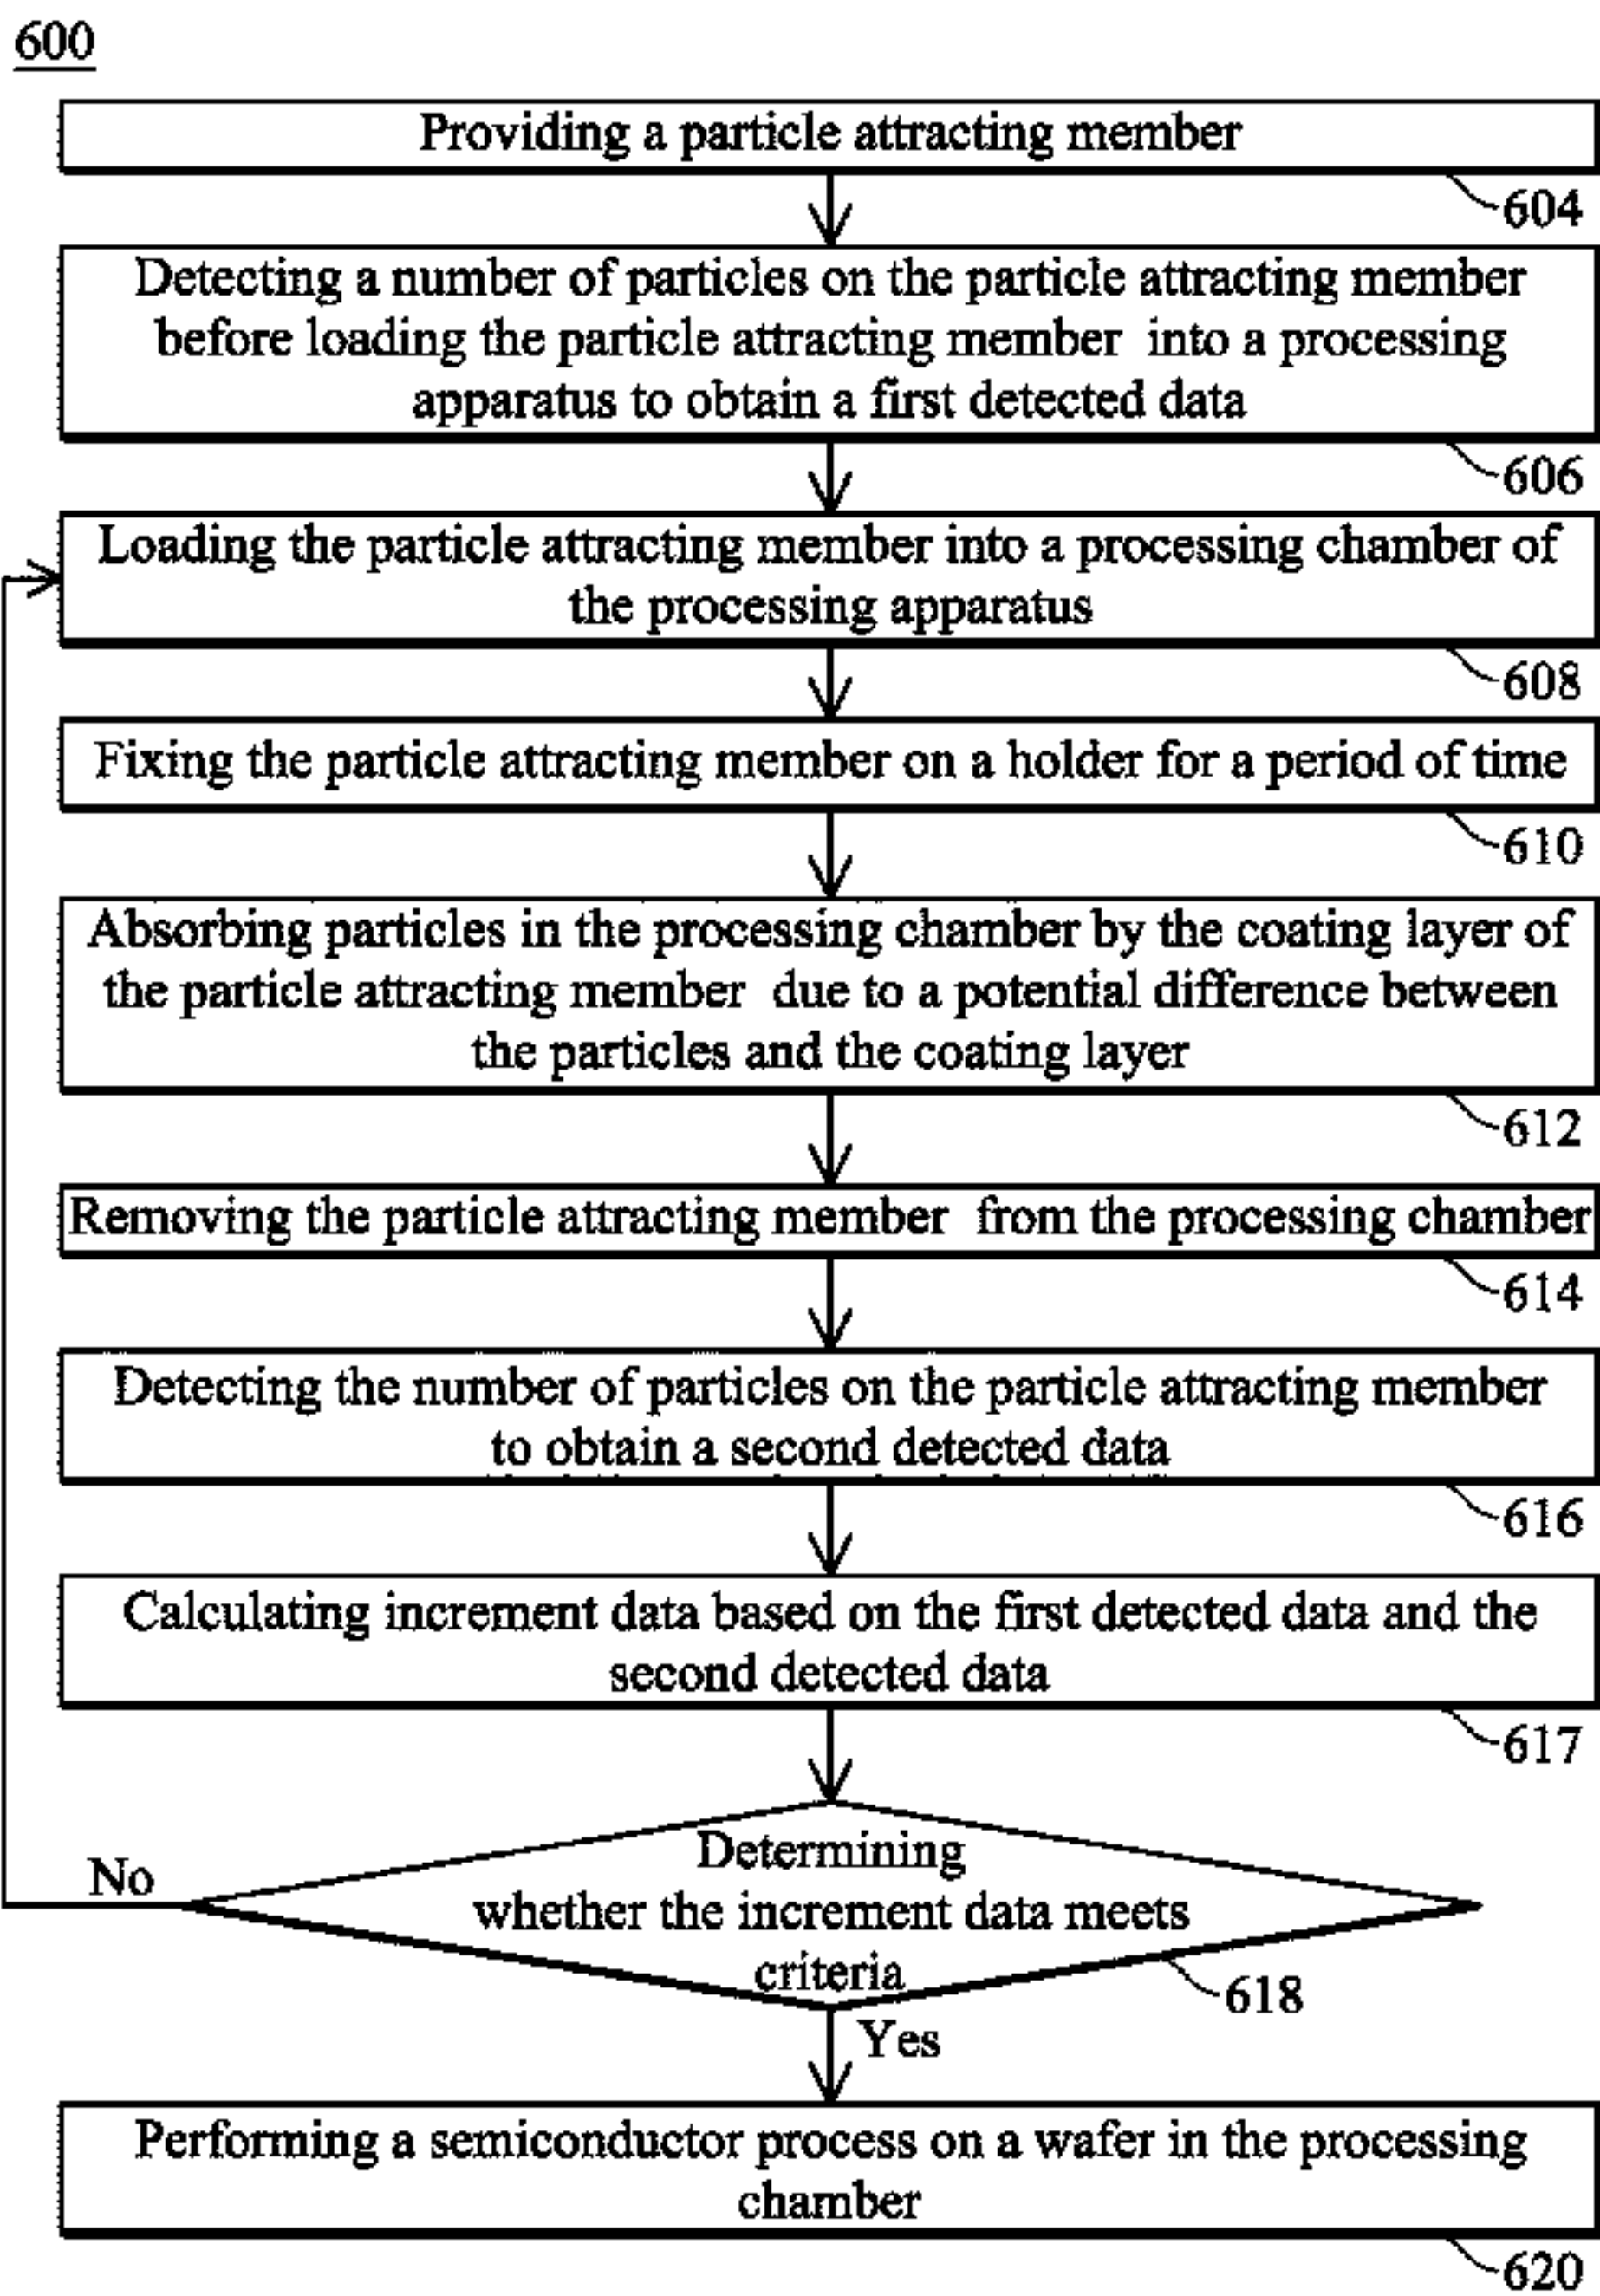 600
Providing a particle attracting member
604
Detecting a number of particles on the particle attracting member
before loading the particle attracting member into a processing
apparatus to obtain a first detected data
606
Loading the particle attracting member into a processing chamber of
the processing apparatus
608
Fixing the particle attracting member on a holder for a period of time
610
Absorbing particles in the processing chamber by the coating layer of
the particle attracting member due to a potential difference between
the particles and the coating layer
612
Removing the particle attracting member from the processing chamber
614
Detecting the number of particles on the particle attracting member
to obtain a second detected data
616
Calculating increment data based on the first detected data and the
second detected data
617
Determining
whether the increment data meets
criteria
No
618
Yes
Performing a semiconductor process on a wafer in the processing
chamber
620